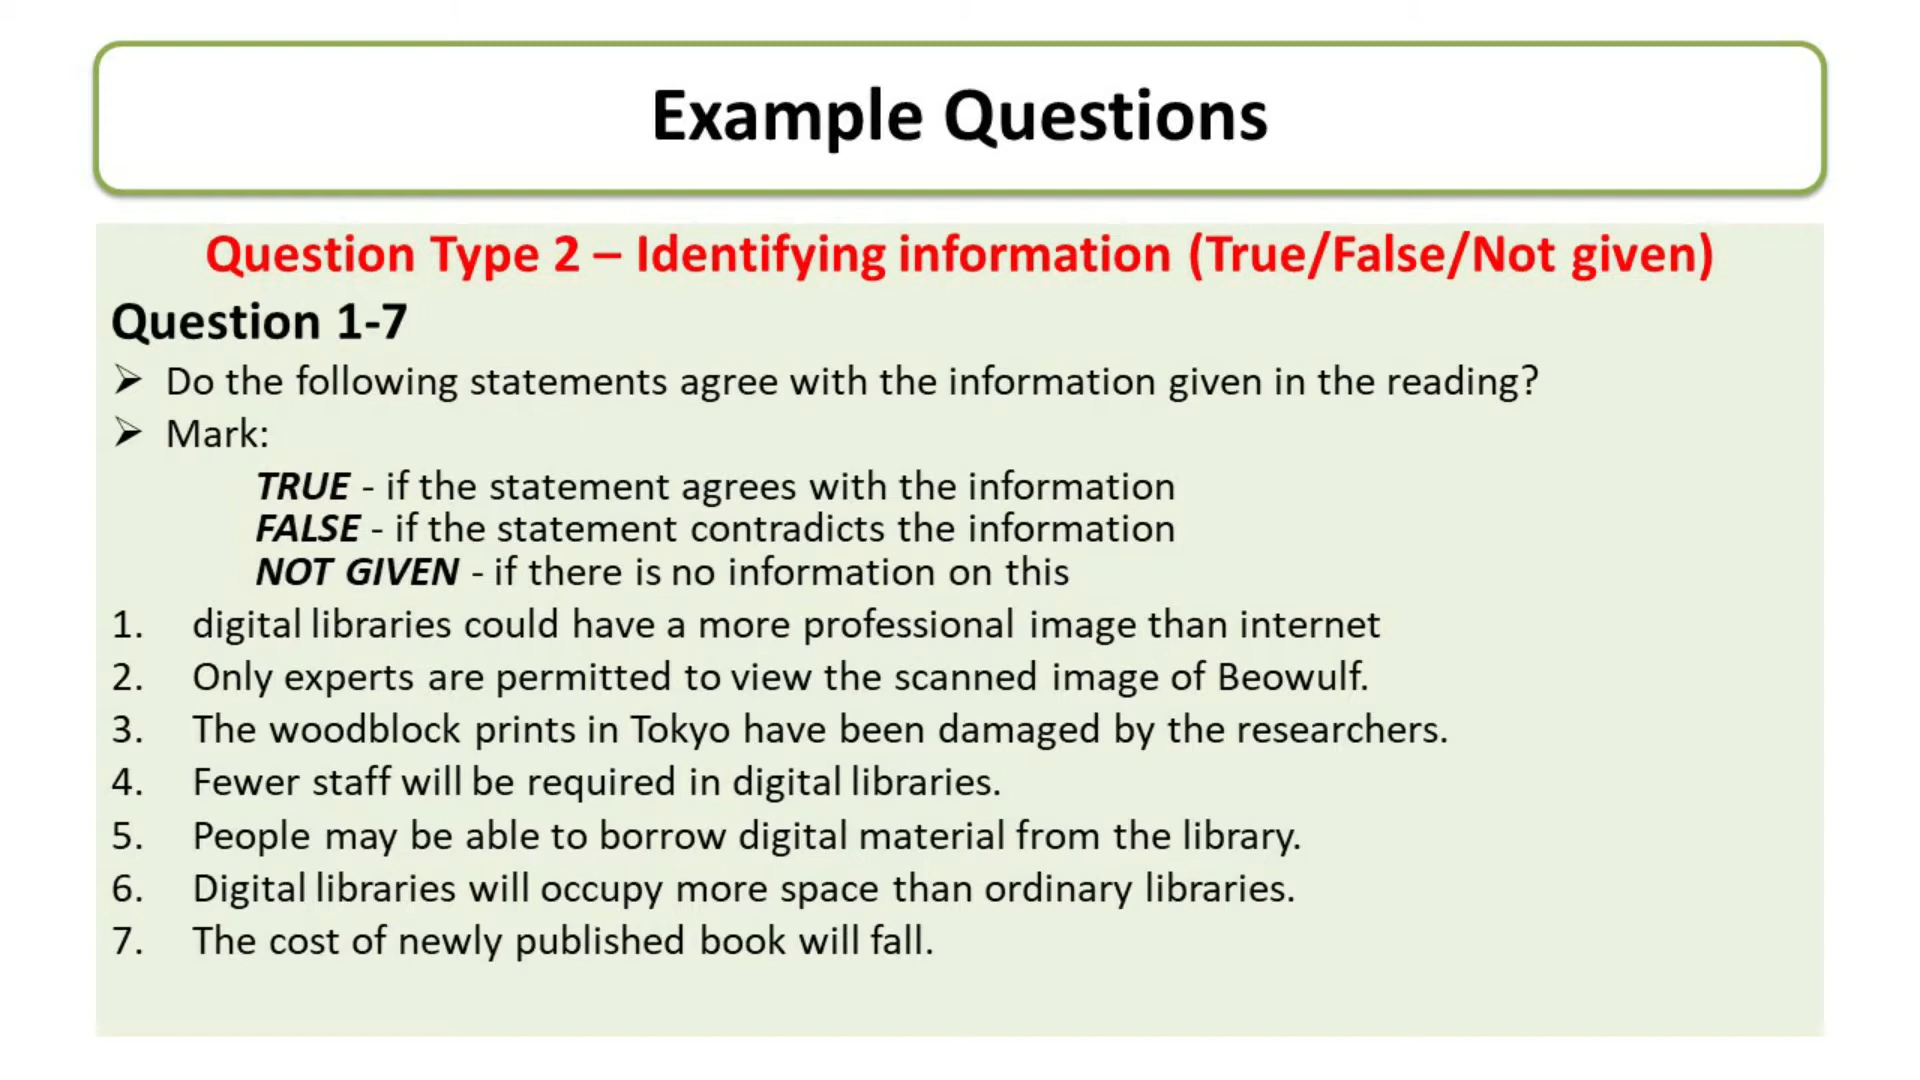 Example Questions
Question Type 2 – Identifying information (True/False/Not given)
Question 1-7
➢ Do the following statements agree with the information given in the reading?
➢ Mark:
TRUE - if the statement agrees with the information
FALSE - if the statement contradicts the information
NOT GIVEN - if there is no information on this
1. digital libraries could have a more professional image than internet
2. Only experts are permitted to view the scanned image of Beowulf.
3. The woodblock prints in Tokyo have been damaged by the researchers.
4. Fewer staff will be required in digital libraries.
5. People may be able to borrow digital material from the library.
6. Digital libraries will occupy more space than ordinary libraries.
7. The cost of newly published book will fall.